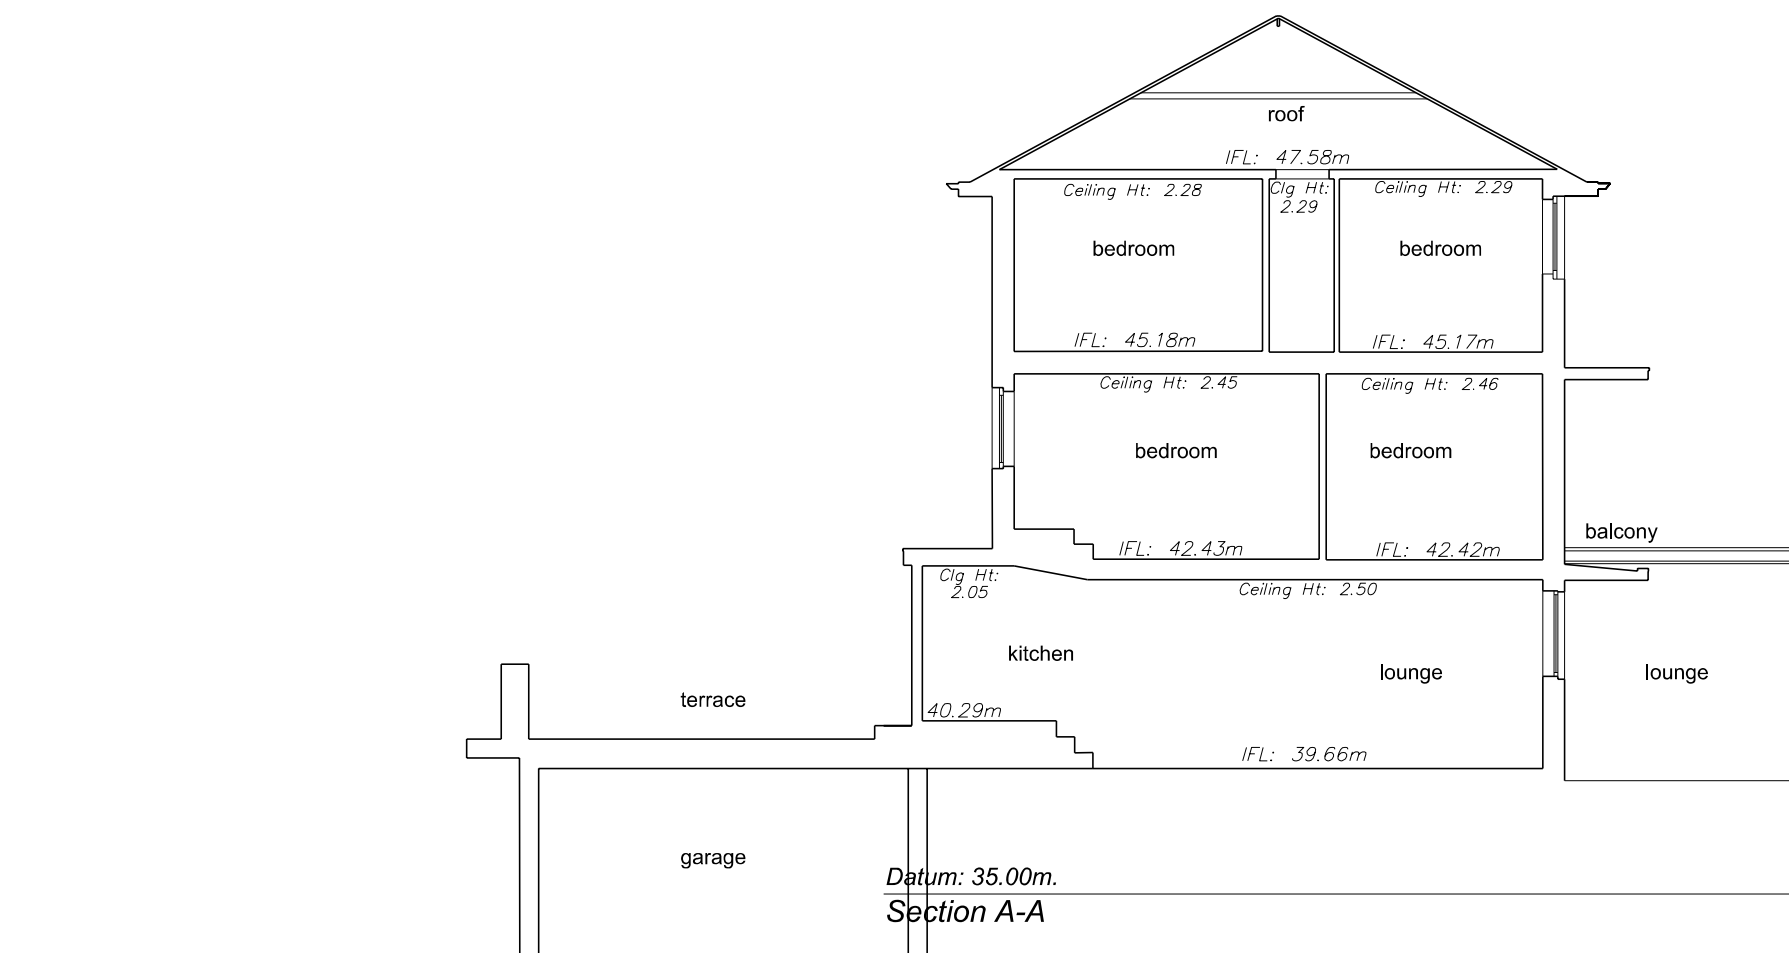 roof
IFL: 47.58m
Ceiling Ht: 2.28
Clg Ht:
2.29
Ceiling Ht: 2.29
bedroom
bedroom
IFL: 45.18m
IFL: 45.17m
Ceiling Ht: 2.45
Ceiling Ht: 2.46
bedroom
bedroom
balcony
IFL: 42.43m
IFL: 42.42m
Clg Ht:
2.05
Ceiling Ht: 2.50
kitchen
lounge
lounge
terrace
40.29m
IFL: 39.66m
garage
Datum: 35.00m.
Section A-A